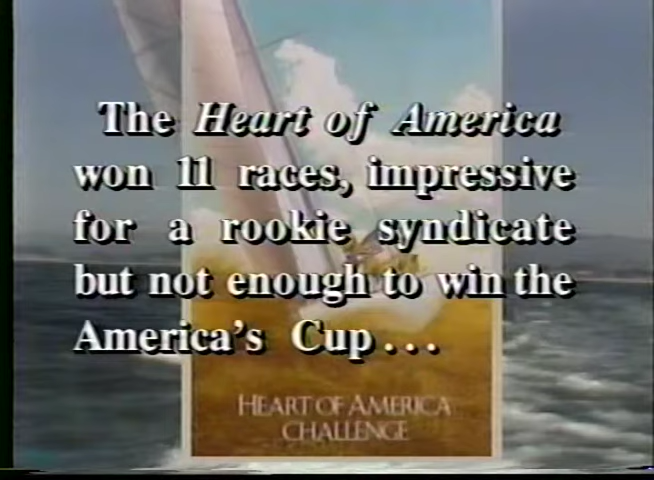 The Heart of America
won 11 races, impressive
for a rookie syndicate
but not enough to win the
America's Cup...
HEART OF AMERICA
CHALLENGE